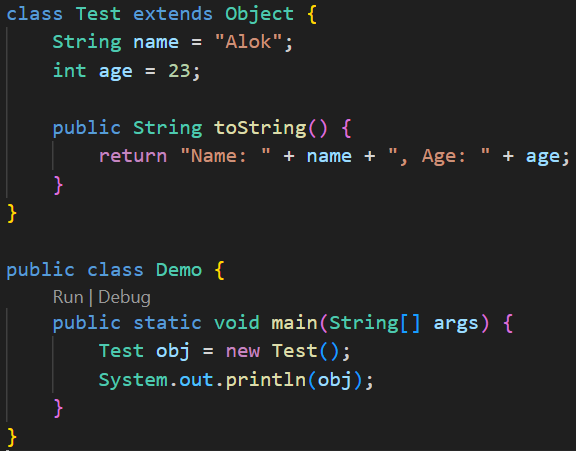 class Test extends Object {
    String name = "Alok";
    int age = 23;

    public String toString() {
        return "Name: " + name + ", Age: " + age;
    }
}

public class Demo {
    Run | Debug
    public static void main(String[] args) {
        Test obj = new Test();
        System.out.println(obj);
    }
}